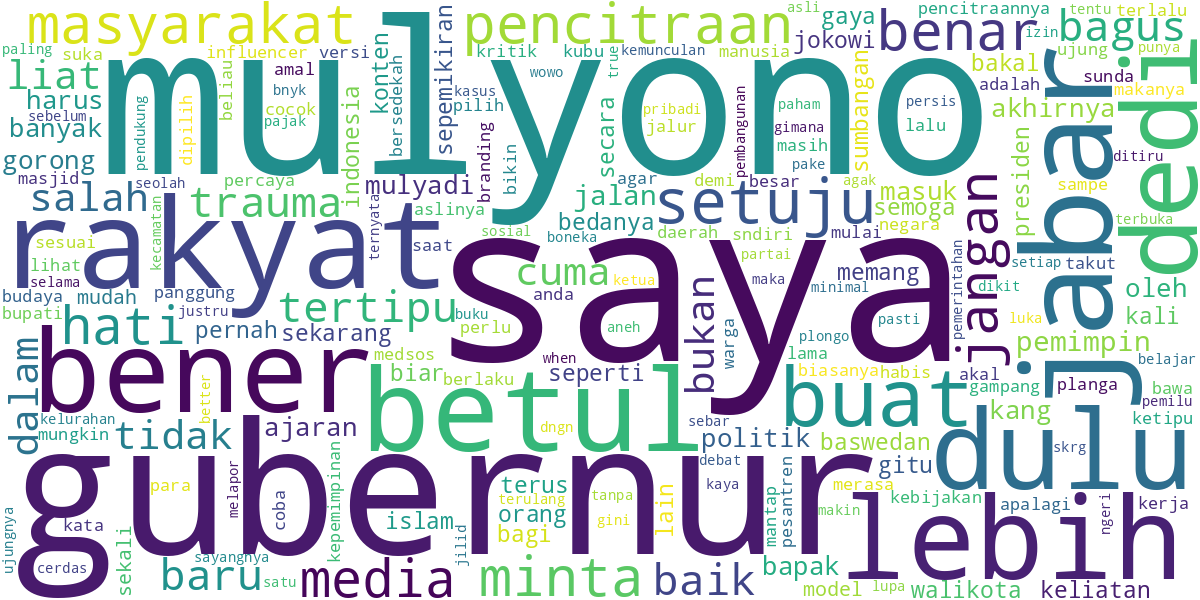 masyarakat
pencitraan
asli
gaya
pencitraannya
tentu
terlalu
paling
suka
influencer
versi
konten
sepemikiran
kritik
kubu
kemunculan
manusia
jokowi
benar
izin
bagus
liat
mulyono
beliau
amal
wowo
true
ujung
punya
harus
pendukung
bnyk
cocok
pajak
bersedekah
kasus
pilih
pribadi
jalur
sumbangan
persis
bakal
adalah
sunda
makanya
sebelum
banyak
dipilih
indonesia
branding
bikin
secara
pembangunan
paham
gimana
masih
lalu
akhirnya
jabar
dedi
gorong
masjid
seolah
percaya
mulyadi
agar
demi
besar
pake
agak
masuk
presiden
ditiru
sampe
salah
trauma
aslinya
jalan
bedanya
setuju
semoga
negara
jangan
terbuka
rakyat
kecamatan
ternyata
saat
sosial
boneka
daerah
sndiri
mulai
partai
sesuai
lihat
selama
saya
cuma
ketua
maka
memang
minimal
pemerintahan
setiap
takut
dikit
oleh
budaya
mudah
panggung
justru
anda
bupati
tertipu
buku
perlu
aneh
bukan
warga
pasti
plongo
luka
kali
hati
pernah
sekarang
medsos
when
lama
pemimpin
belajar
dalam
bener
biar
berlaku
seperti
biasanya
habis
akal
gampang
planga
bawa
pemilu
kelurahan
better
betul
dngn
sebar
buat
kang
ketipu
mungkin
tidak
ajaran
politik
baswedan
dulu
gubernur
kepemimpinan
debat
gitu
skrg
para
melapor
coba
terus
terulang
tanpa
lain
kaya
mantap
pesantren
merasa
kebijakan
lebih
kata
islam
orang
gini
makin
apalagi
ngeri
kerja
ujungnya
cerdas
sekali
sayangnya
jilid
bagi
baru
satu
media
minta
baik
bapak
model
lupa
walikota
keliatan